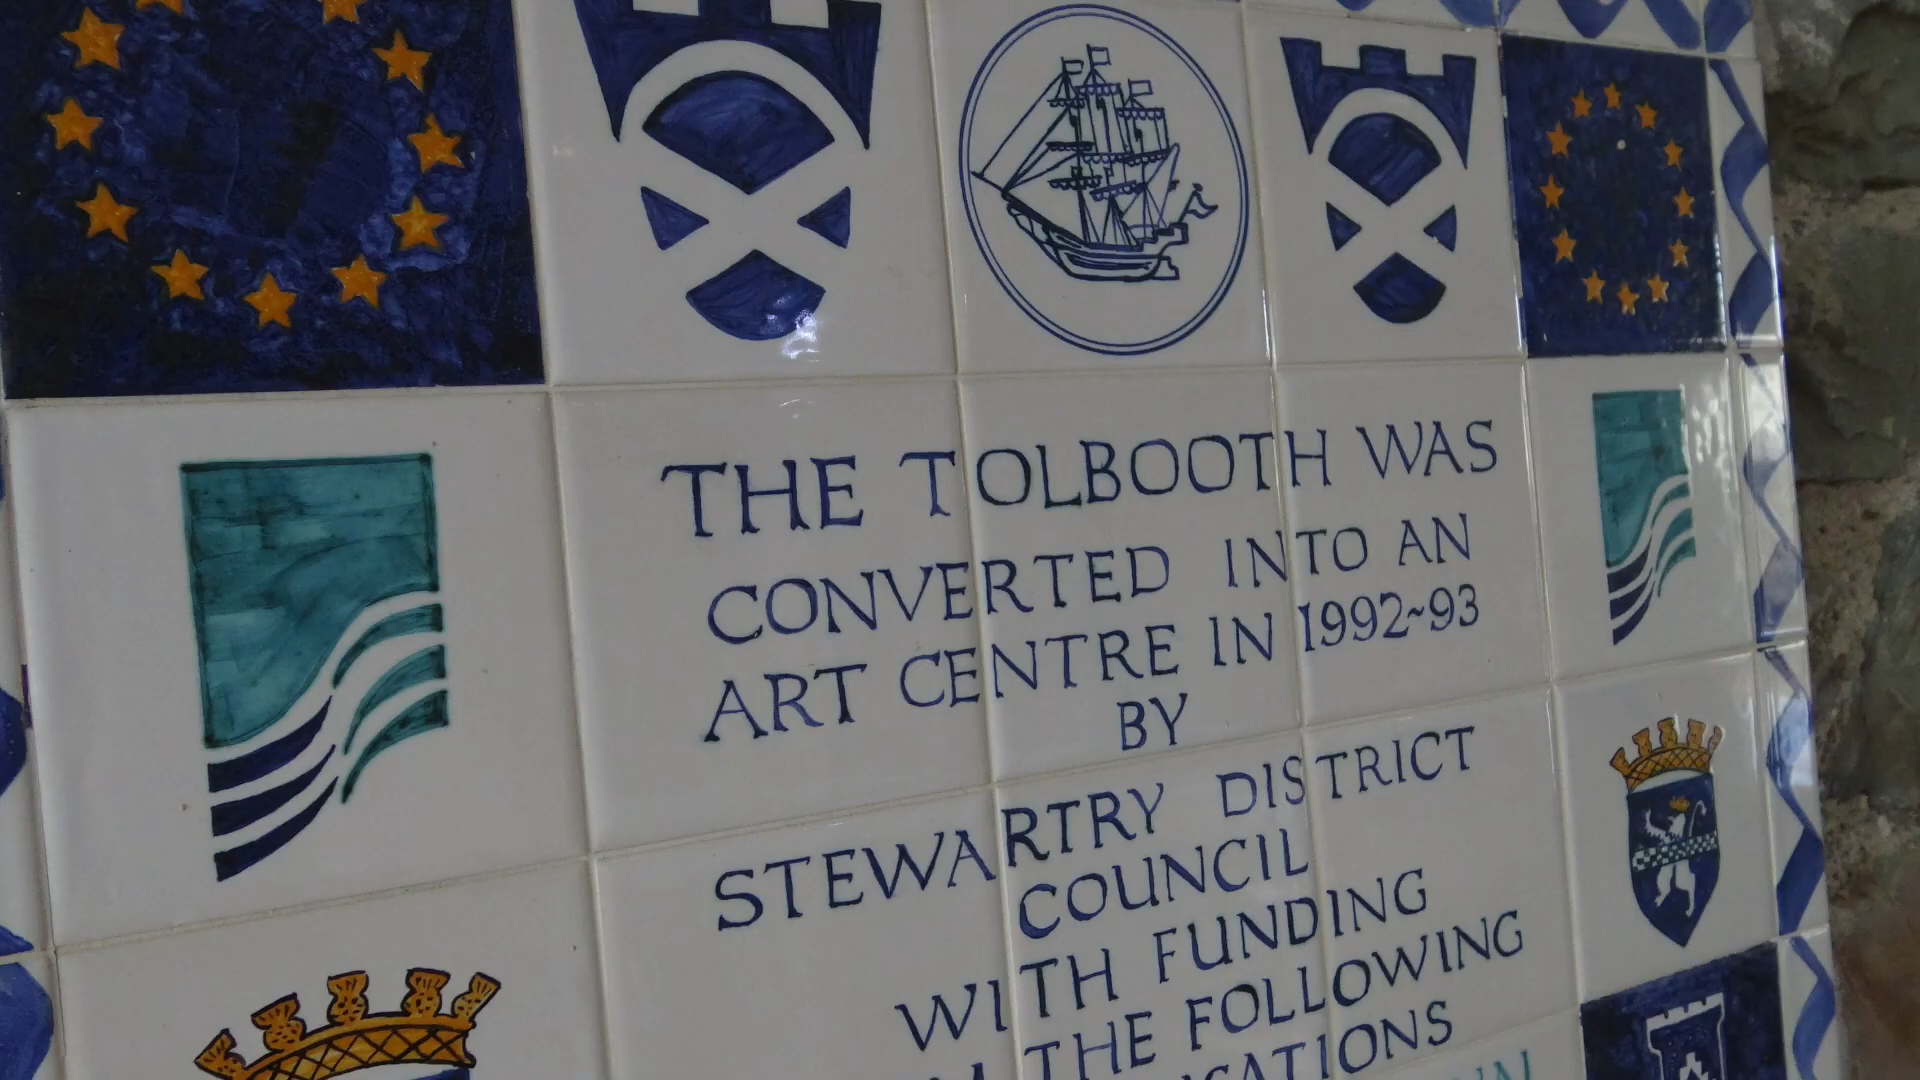 THE TOLBOOTH WAS
CONVERTED INTO AN
ART CENTRE IN 1992~93
BY
STEWARTRY DISTRICT
COUNCIL
WITH FUNDING
THE FOLLOWING